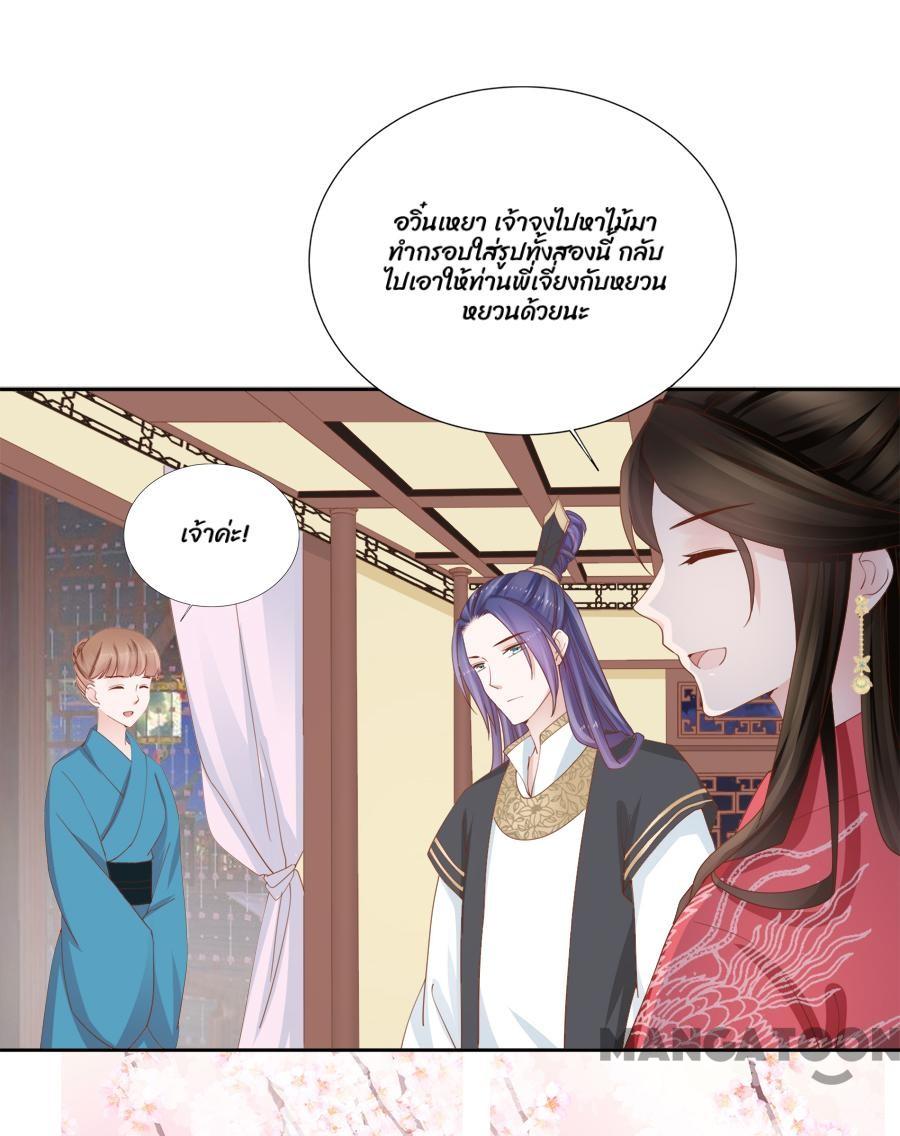 อวิ๋นเหยา เจ้าจงไปหาไม้มา
ทำกรอบใส่รูปทั้งสองนี้ กลับ
ไปเอาให้ท่านพี่เจี่ยงกับหยวน
หยวนด้วยนะ
เจ้าค่ะ!
MANGATOON